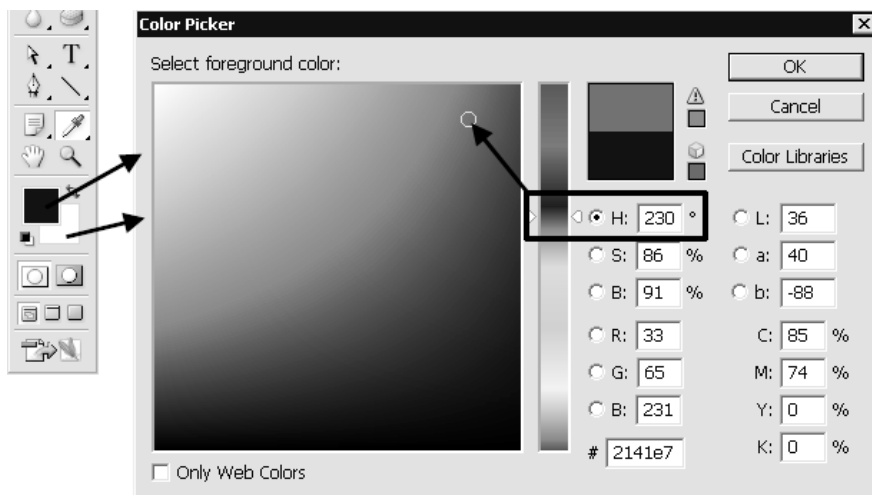 Color Picker
Select foreground color:
OK
Cancel
Color Libraries
T
H: 230 ° L: 36
S: 86 % a: 40
B: 91 % b: -88
R: 33 C: 85 %
G: 65 M: 74 %
B: 231 Y: 0 %
# 2141e7 K: 0 %
Only Web Colors